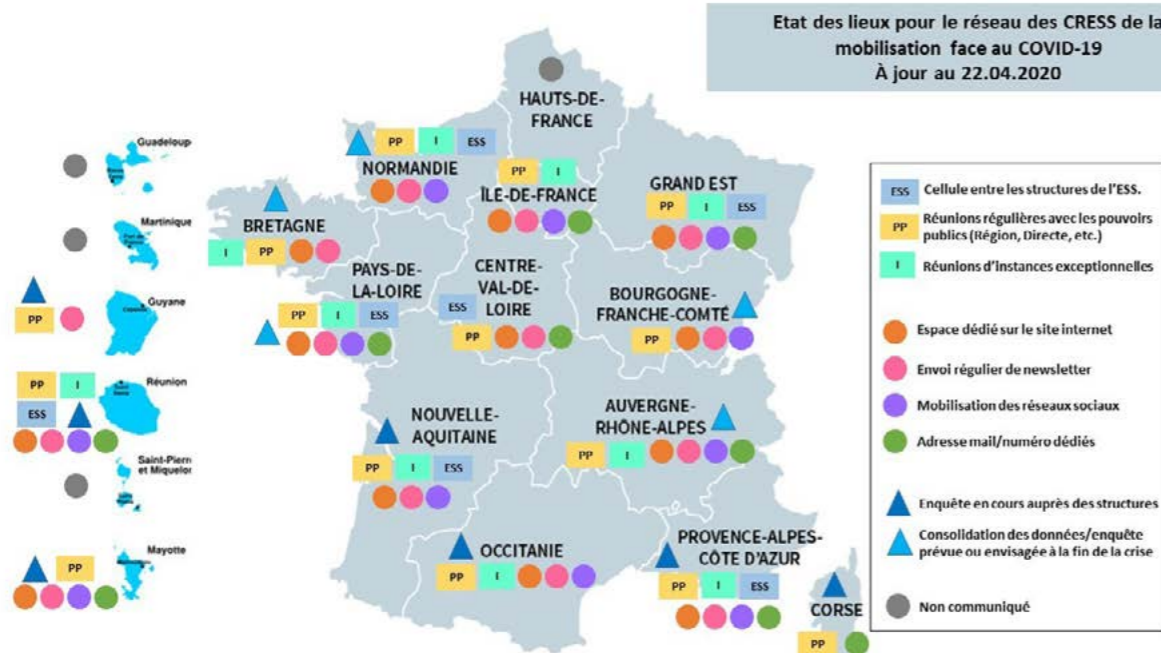 Etat des lieux pour le réseau des CRESS de la
mobilisation face au COVID-19
À jour au 22.04.2020
HAUTS-DE-
FRANCE
PP I ESS
NORMANDIE
PP I
ÎLE-DE-FRANCE
GRAND EST
PP I ESS
BRETAGNE
I PP
PAYS-DE-
LA-LOIRE
PP I ESS
CENTRE-
VAL-DE-
LOIRE
ESS
PP
BOURGOGNE-
FRANCHE-COMTÉ
PP
NOUVELLE-
AQUITAINE
PP I ESS
AUVERGNE-
RHÔNE-ALPES
PP I
OCCITANIE
PP I
PROVENCE-ALPES-
CÔTE D'AZUR
PP I ESS
CORSE
PP
Guadeloup
Martinique
Guyane
PP
Réunion
PP I
ESS
Saint-Pierr
et Miquelor
Mayotte
PP
ESS Cellule entre les structures de l'ESS.
PP Réunions régulières avec les pouvoirs
publics (Région, Directe, etc.)
I Réunions d'instances exceptionnelles
Espace dédié sur le site internet
Envoi régulier de newsletter
Mobilisation des réseaux sociaux
Adresse mail/numéro dédiés
Enquête en cours auprès des structures
Consolidation des données/enquête
prévue ou envisagée à la fin de la crise
Non communiqué